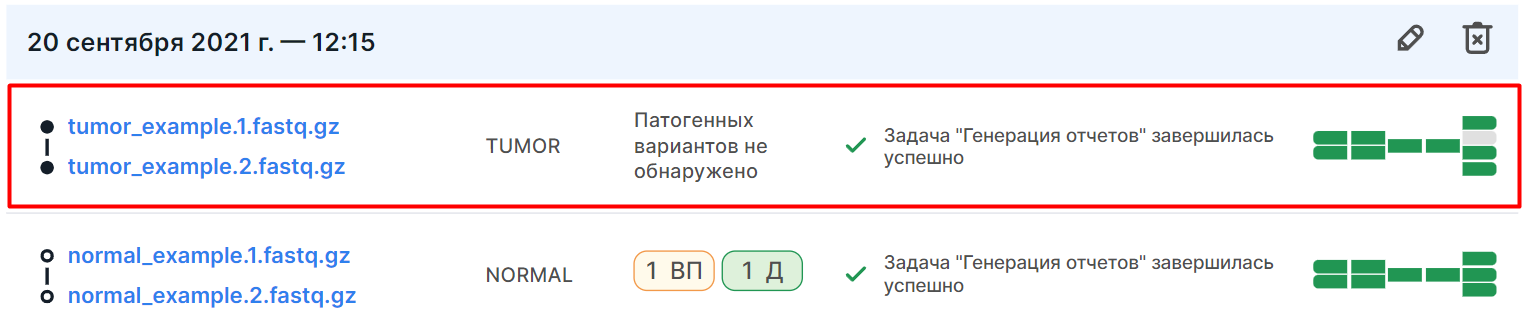 20 сентября 2021 г. — 12:15
tumor_example.1.fastq.gz
tumor_example.2.fastq.gz
TUMOR
Патогенных
вариантов не
обнаружено
Задача "Генерация отчетов" завершилась
успешно
normal_example.1.fastq.gz
normal_example.2.fastq.gz
NORMAL
1 ВП
1 Д
Задача "Генерация отчетов" завершилась
успешно